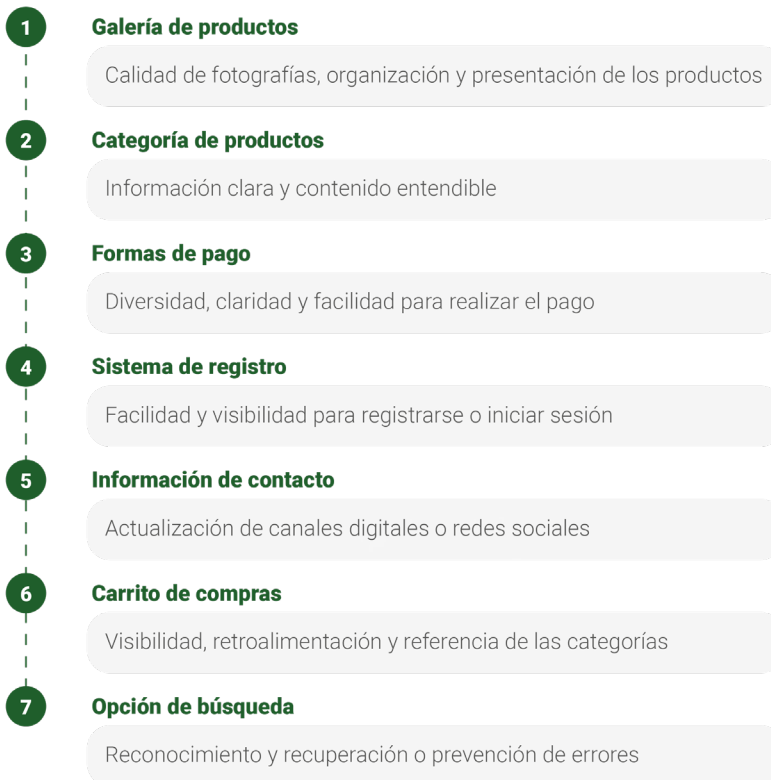 1
Galería de productos
Calidad de fotografías, organización y presentación de los productos
2
Categoría de productos
Información clara y contenido entendible
3
Formas de pago
Diversidad, claridad y facilidad para realizar el pago
4
Sistema de registro
Facilidad y visibilidad para registrarse o iniciar sesión
5
Información de contacto
Actualización de canales digitales o redes sociales
6
Carrito de compras
Visibilidad, retroalimentación y referencia de las categorías
7
Opción de búsqueda
Reconocimiento y recuperación o prevención de errores